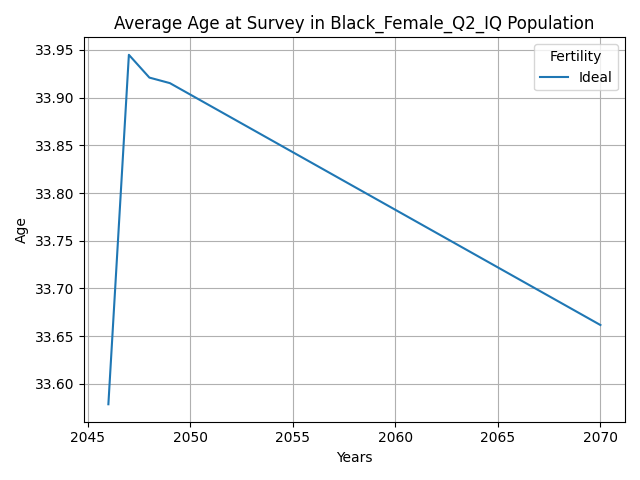 Average Age at Survey in Black_Female_Q2_IQ Population
Fertility
Ideal
33.95
33.90
33.85
33.80
33.75
33.70
33.65
33.60
Age
2045
2050
2055
2060
2065
2070
Years